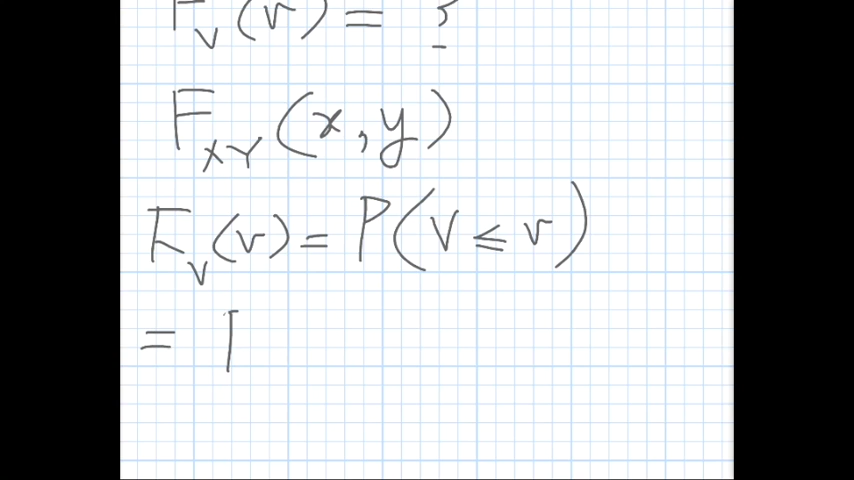 F_V(v) = ?
F_XY(x, y)
F_V(v) = P(V ≤ v)
=